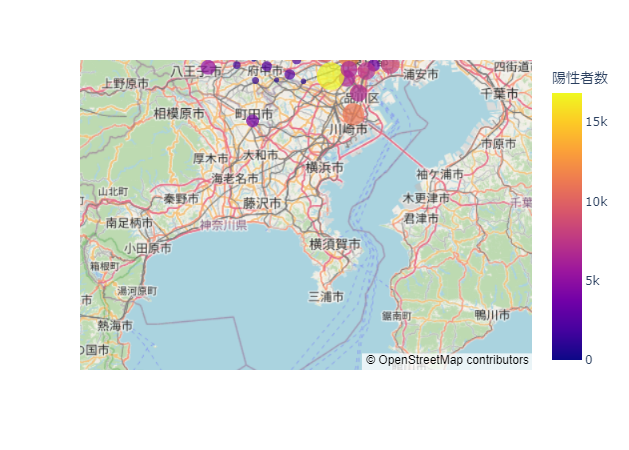 陽性者数
15k
10k
5k
0
八王子市
府中市
浦安市
四街道
上野原市
千葉市
品川区
相模原市
町田市
川崎市
市原市
厚木市
大和市
横浜市
袖ケ浦市
海老名市
山北町
秦野市
藤沢市
木更津市
千葉
南足柄市
神奈川県
君津市
小田原市
横須賀市
箱根町
湯河原町
三浦市
市
熱海市
鋸南町
鴨川市
の国市
© OpenStreetMap contributors